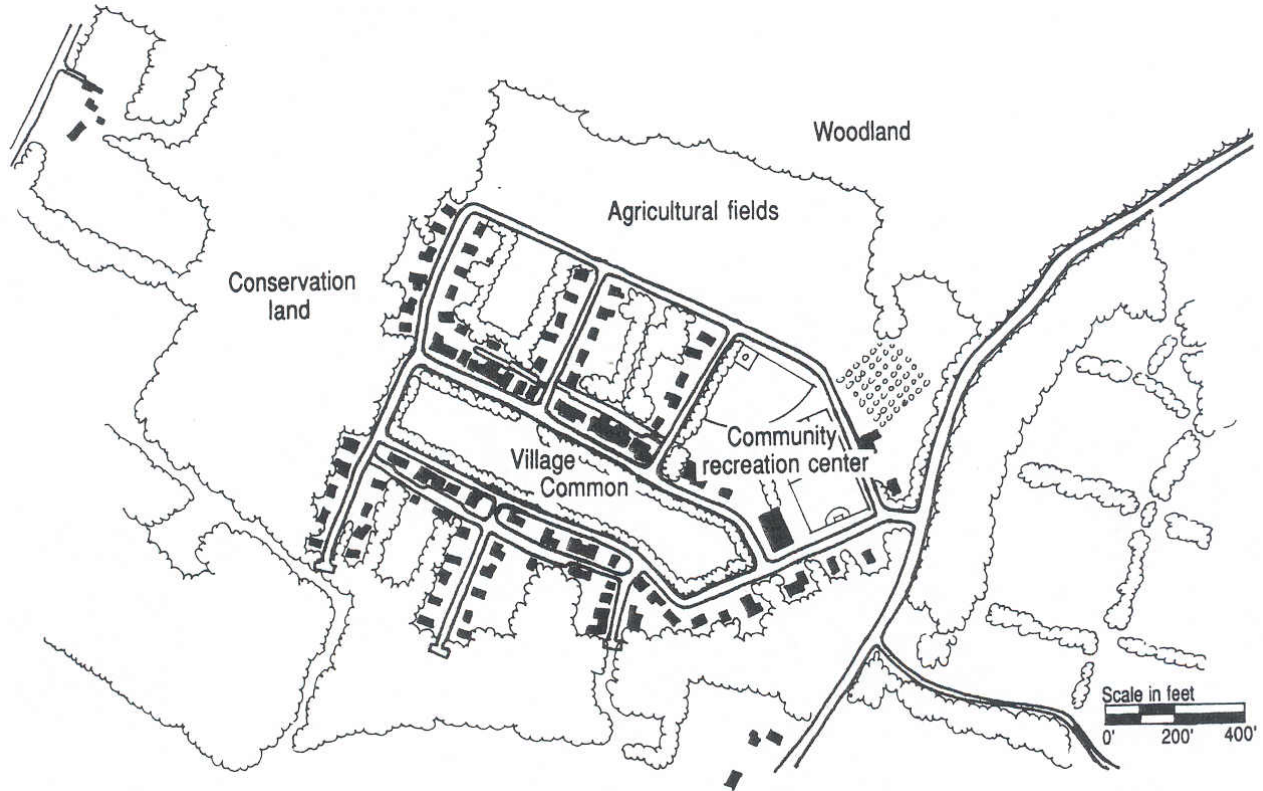 Woodland
Agricultural fields
Conservation
land
Community
recreation center
Village
Common
Scale in feet
0' 200' 400'